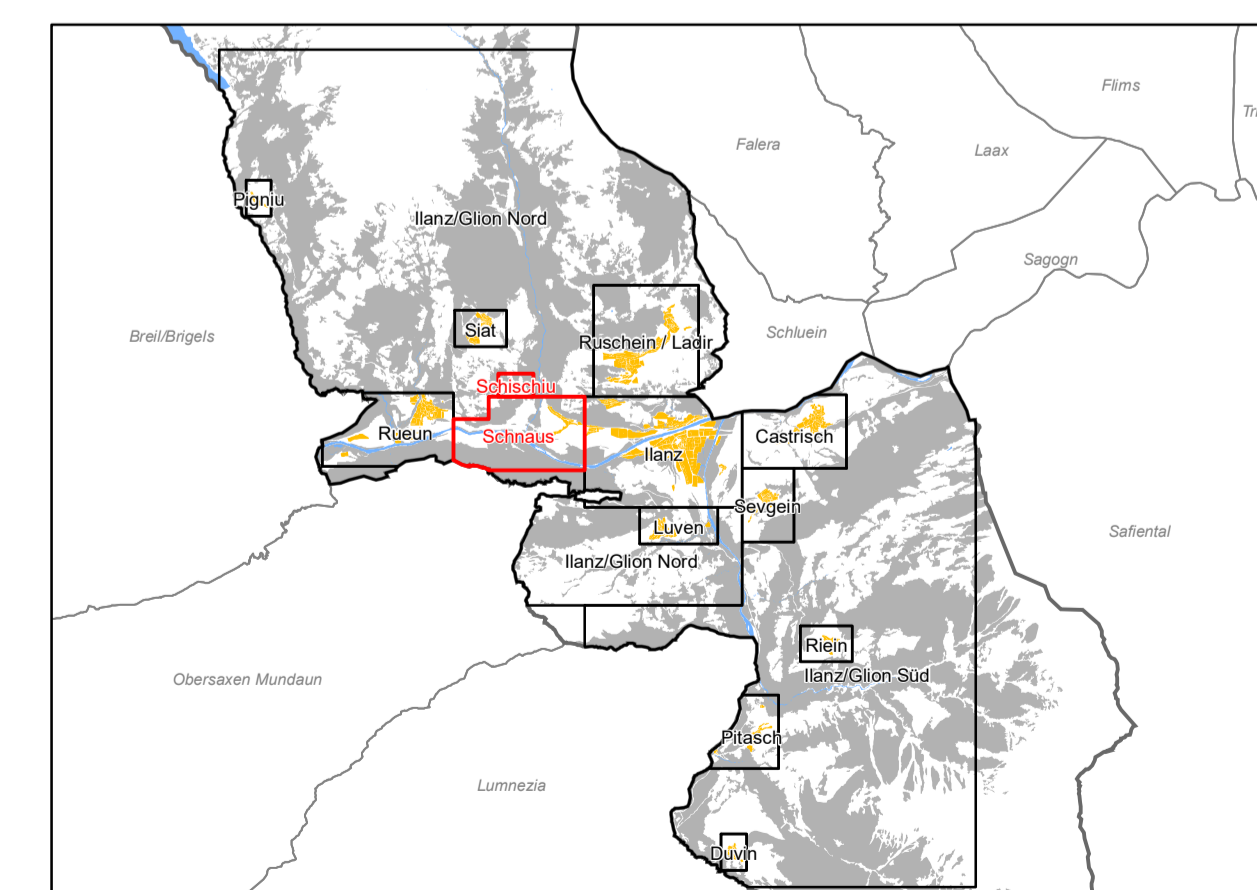 Flims
Tri
Falera
Laax
Pigniu
Ilanz/Glion Nord
Sagogn
Breil/Brigels
Siat
Schluein
Ruschein / Ladir
Schischiu
Rueun
Schnaus
Castrisch
Ilanz
Sevgein
Luven
Safiental
Ilanz/Glion Nord
Riein
Ilanz/Glion Süd
Obersaxen Mundaun
Pitasch
Lumnezia
Duvin